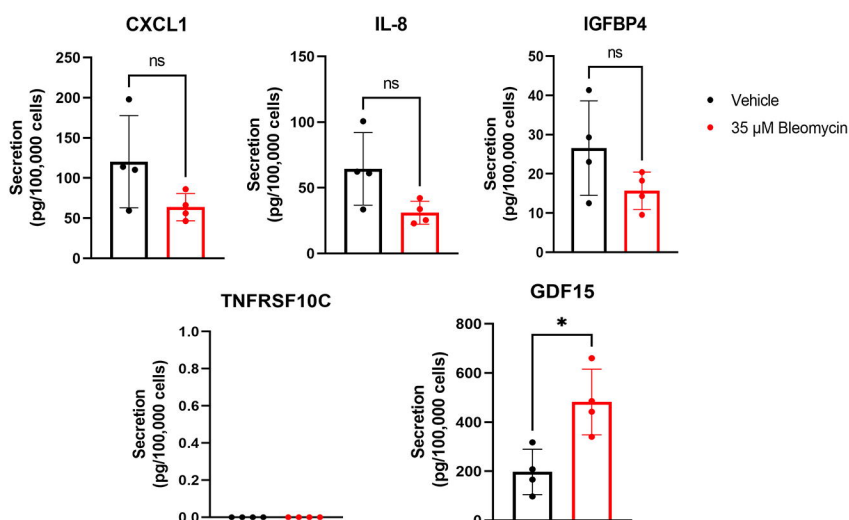 CXCL1
250
200
150
100
50
0
Secretion
(pg/100,000 cells)
ns
IL-8
150
100
50
0
Secretion
(pg/100,000 cells)
ns
IGFBP4
50
40
30
20
10
0
Secretion
(pg/100,000 cells)
ns
Vehicle
35 µM Bleomycin
TNFRSF10C
1.0
0.8
0.6
0.4
0.2
0.0
Secretion
(pg/100,000 cells)
GDF15
800
600
400
200
0
Secretion
(pg/100,000 cells)
*